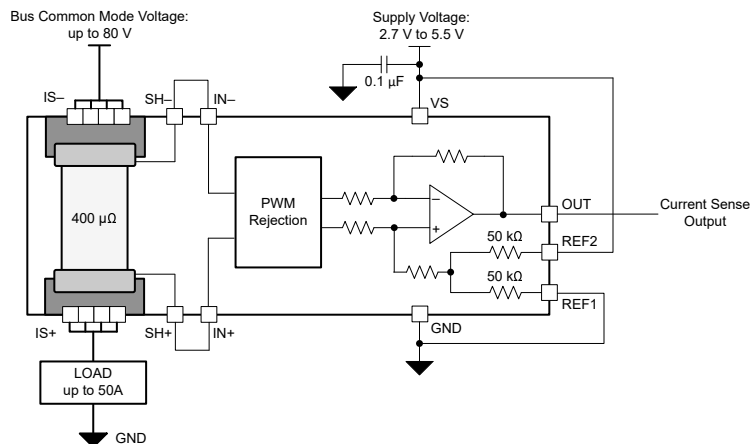 Bus Common Mode Voltage:
up to 80 V
Supply Voltage:
2.7 V to 5.5 V
0.1 µF
IS–
SH–
IN–
VS
400 µΩ
PWM
Rejection
–
+
OUT
Current Sense
Output
50 kΩ
REF2
50 kΩ
REF1
IS+
SH+
IN+
GND
LOAD
up to 50A
GND